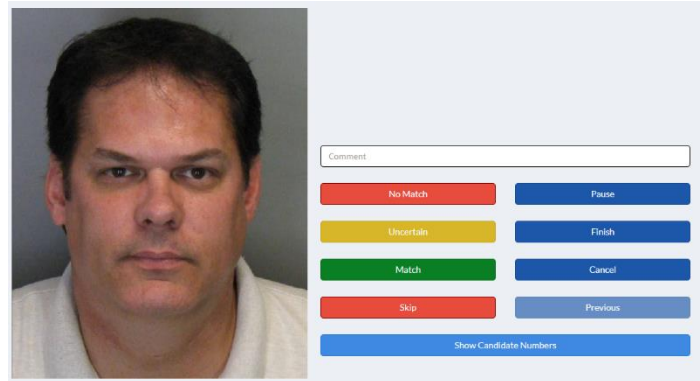 Comment
No Match Pause
Uncertain Finish
Match Cancel
Skip Previous
Show Candidate Numbers